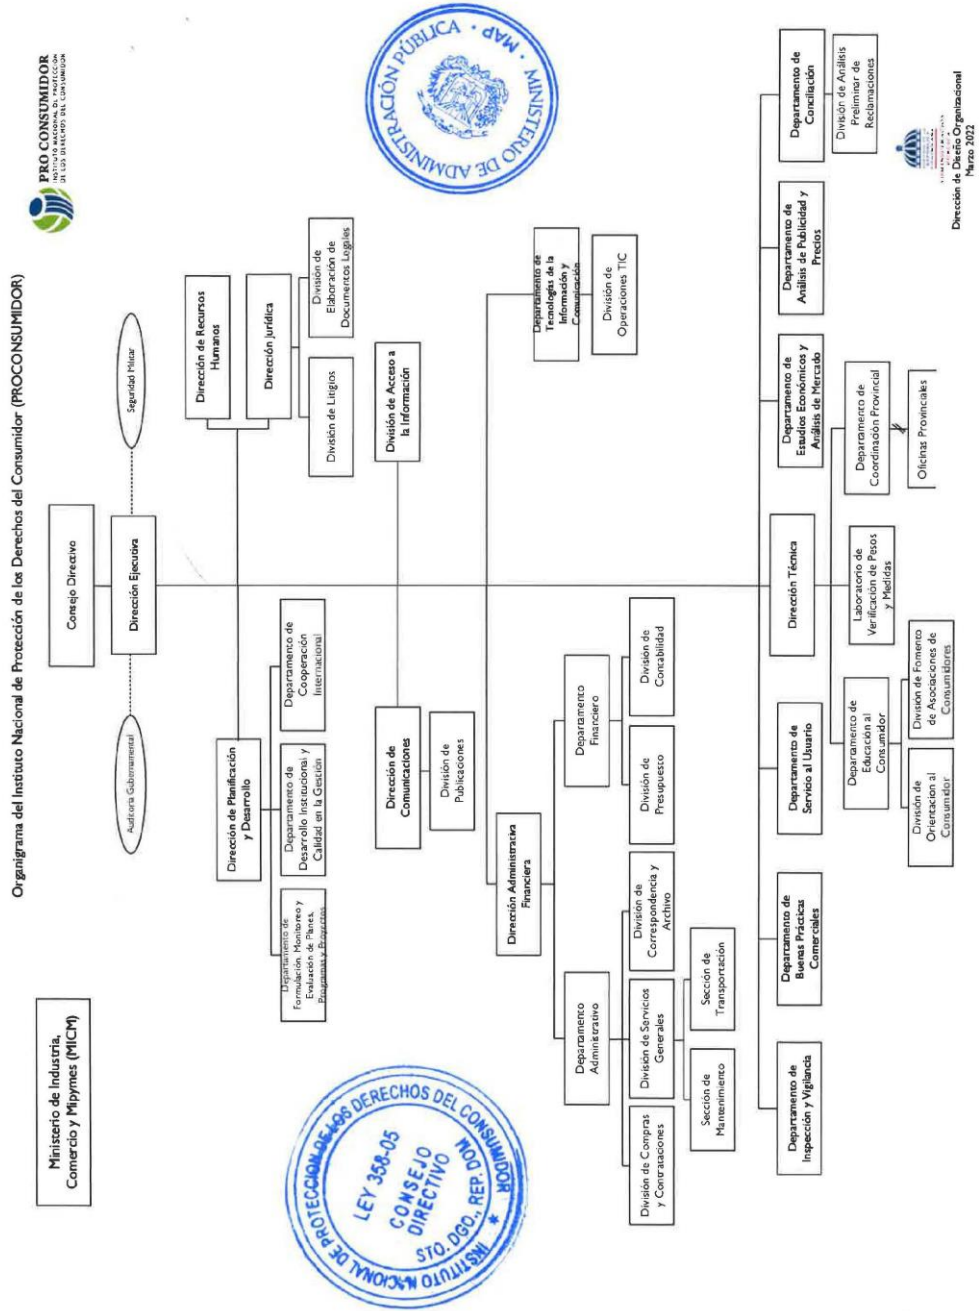 Organigrama del Instituto Nacional de Protección de los Derechos del Consumidor (PROCONSUMIDOR)
PRO CONSUMIDOR
INSTITUTO NACIONAL DE PROTECCIÓN
DE LOS DERECHOS DEL CONSUMIDOR
Ministerio de Industria,
Comercio y Mipymes (MICM)
Consejo Directivo
Auditoría Gubernamental
Dirección Ejecutiva
Seguridad Militar
Dirección de Planificación
y Desarrollo
Dirección de Recursos
Humanos
Dirección Jurídica
Departamento de
Formulación, Monitoreo y
Evaluación de Planes,
Programas y Proyectos
Departamento de
Desarrollo Institucional y
Calidad en la Gestión
Departamento de
Cooperación
Internacional
División de Litigios
División de
Elaboración de
Documentos Legales
Dirección de
Comunicaciones
División de Acceso a
la Información
División de
Publicaciones
Dirección Administrativa
Financiera
Departamento de
Tecnologías de la
Información y
Comunicación
División de
Operaciones TIC
Departamento
Administrativo
Departamento
Financiero
División de Compras
y Contrataciones
División de Servicios
Generales
División de
Correspondencia y
Archivo
División de
Presupuesto
División de
Contabilidad
Sección de
Mantenimiento
Sección de
Transportación
Departamento de
Inspección y Vigilancia
Departamento de
Buenas Prácticas
Comerciales
Departamento de
Servicio al Usuario
Dirección Técnica
Departamento de
Estudios Económicos y
Análisis de Mercado
Departamento de
Análisis de Publicidad y
Precios
Departamento de
Conciliación
División de Análisis
Preliminar de
Reclamaciones
Departamento de
Educación al
Consumidor
Laboratorio de
Verificación de Pesos
y Medidas
Departamento de
Coordinación Provincial
División de
Orientacion al
Consumidor
División de Fomento
de Asociaciones de
Consumidores
Oficinas Provinciales
INSTITUTO NACIONAL DE PROTECCION DE LOS DERECHOS DEL CONSUMIDOR
LEY 358-05
CONSEJO
DIRECTIVO
STO. DGO., REP. DOM
MINISTERIO DE ADMINISTRACIÓN PÚBLICA · MAP ·
Dirección de Diseño Organizacional
Marzo 2022